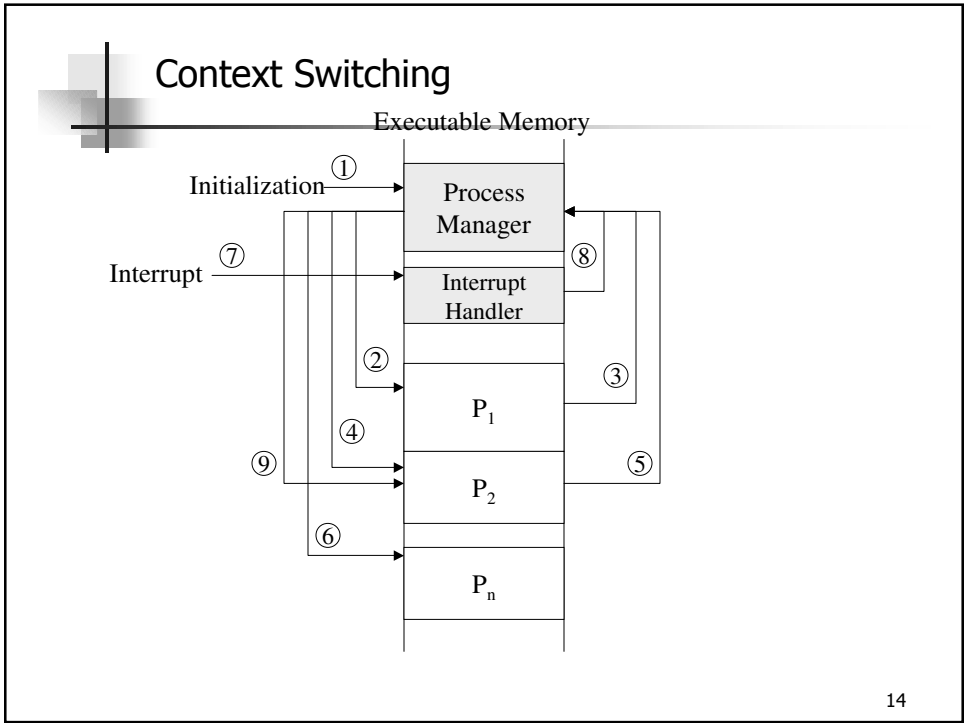 Context Switching
Executable Memory
①
Initialization
Process
Manager
⑦
⑧
Interrupt
Interrupt
Handler
②
③
P₁
④
⑨
⑤
P₂
⑥
Pₙ
14